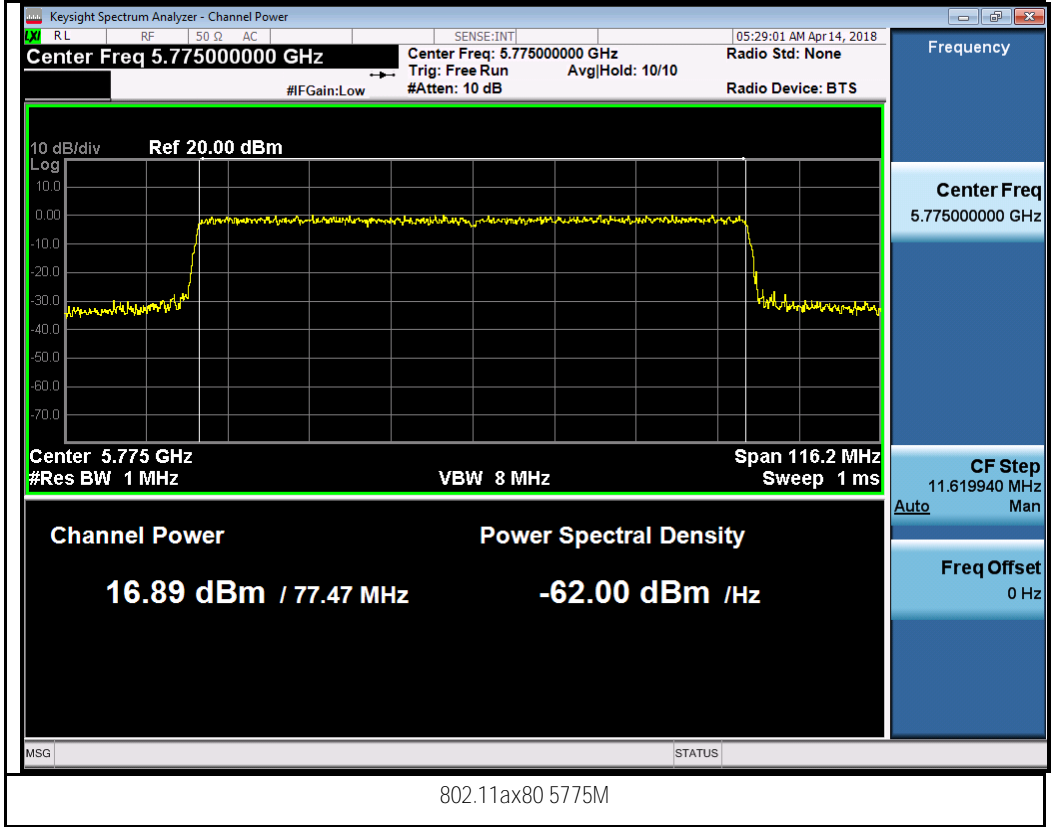 Keysight Spectrum Analyzer - Channel Power
LXI RL RF 50 Ω AC SENSE:INT 05:29:01 AM Apr 14, 2018
Center Freq 5.775000000 GHz
#IFGain:Low
Center Freq: 5.775000000 GHz
Trig: Free Run Avg|Hold: 10/10
#Atten: 10 dB
Radio Std: None
Radio Device: BTS
10 dB/div Ref 20.00 dBm
Log
10.0
0.00
-10.0
-20.0
-30.0
-40.0
-50.0
-60.0
-70.0
Center 5.775 GHz Span 116.2 MHz
#Res BW 1 MHz VBW 8 MHz Sweep 1 ms
Channel Power Power Spectral Density
16.89 dBm / 77.47 MHz -62.00 dBm /Hz
Frequency
Center Freq
5.775000000 GHz
CF Step
11.619940 MHz
Auto Man
Freq Offset
0 Hz
MSG STATUS
802.11ax80 5775M